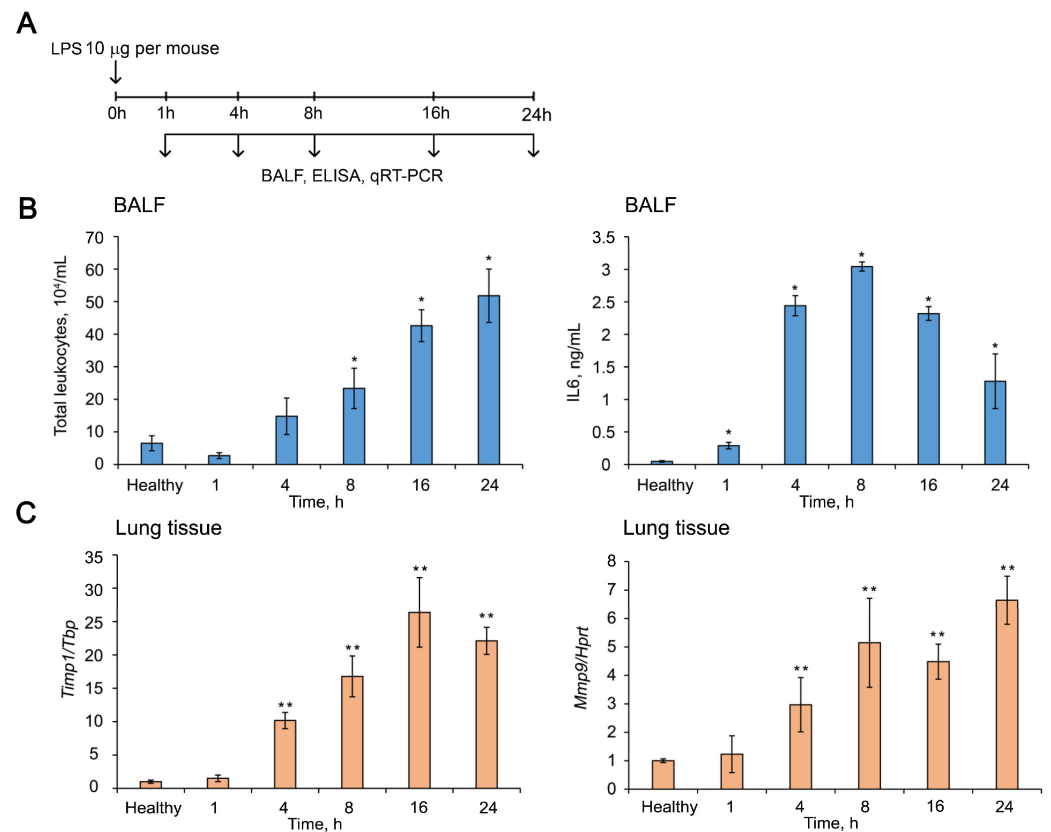 A
LPS 10 μg per mouse
0h 1h 4h 8h 16h 24h
BALF, ELISA, qRT-PCR
B
BALF
Total leukocytes, 10⁴/mL
70
60
50
40
30
20
10
0
* * *
Healthy 1 4 8 16 24
Time, h
BALF
IL6, ng/mL
3.5
3
2.5
2
1.5
1
0.5
0
* * * * *
Healthy 1 4 8 16 24
Time, h
C
Lung tissue
Timp1/Tbp
35
30
25
20
15
10
5
0
** ** ** **
Healthy 1 4 8 16 24
Time, h
Lung tissue
Mmp9/Hprt
8
7
6
5
4
3
2
1
0
** ** ** **
Healthy 1 4 8 16 24
Time, h